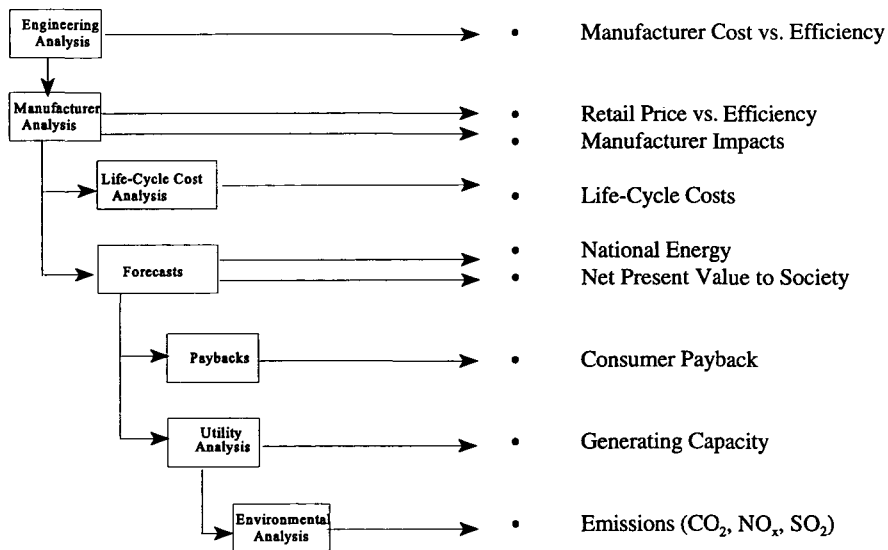 Engineering
Analysis
• Manufacturer Cost vs. Efficiency
Manufacturer
Analysis
• Retail Price vs. Efficiency
• Manufacturer Impacts
Life-Cycle Cost
Analysis
• Life-Cycle Costs
Forecasts
• National Energy
• Net Present Value to Society
Paybacks
• Consumer Payback
Utility
Analysis
• Generating Capacity
Environmental
Analysis
• Emissions (CO₂, NOₓ, SO₂)